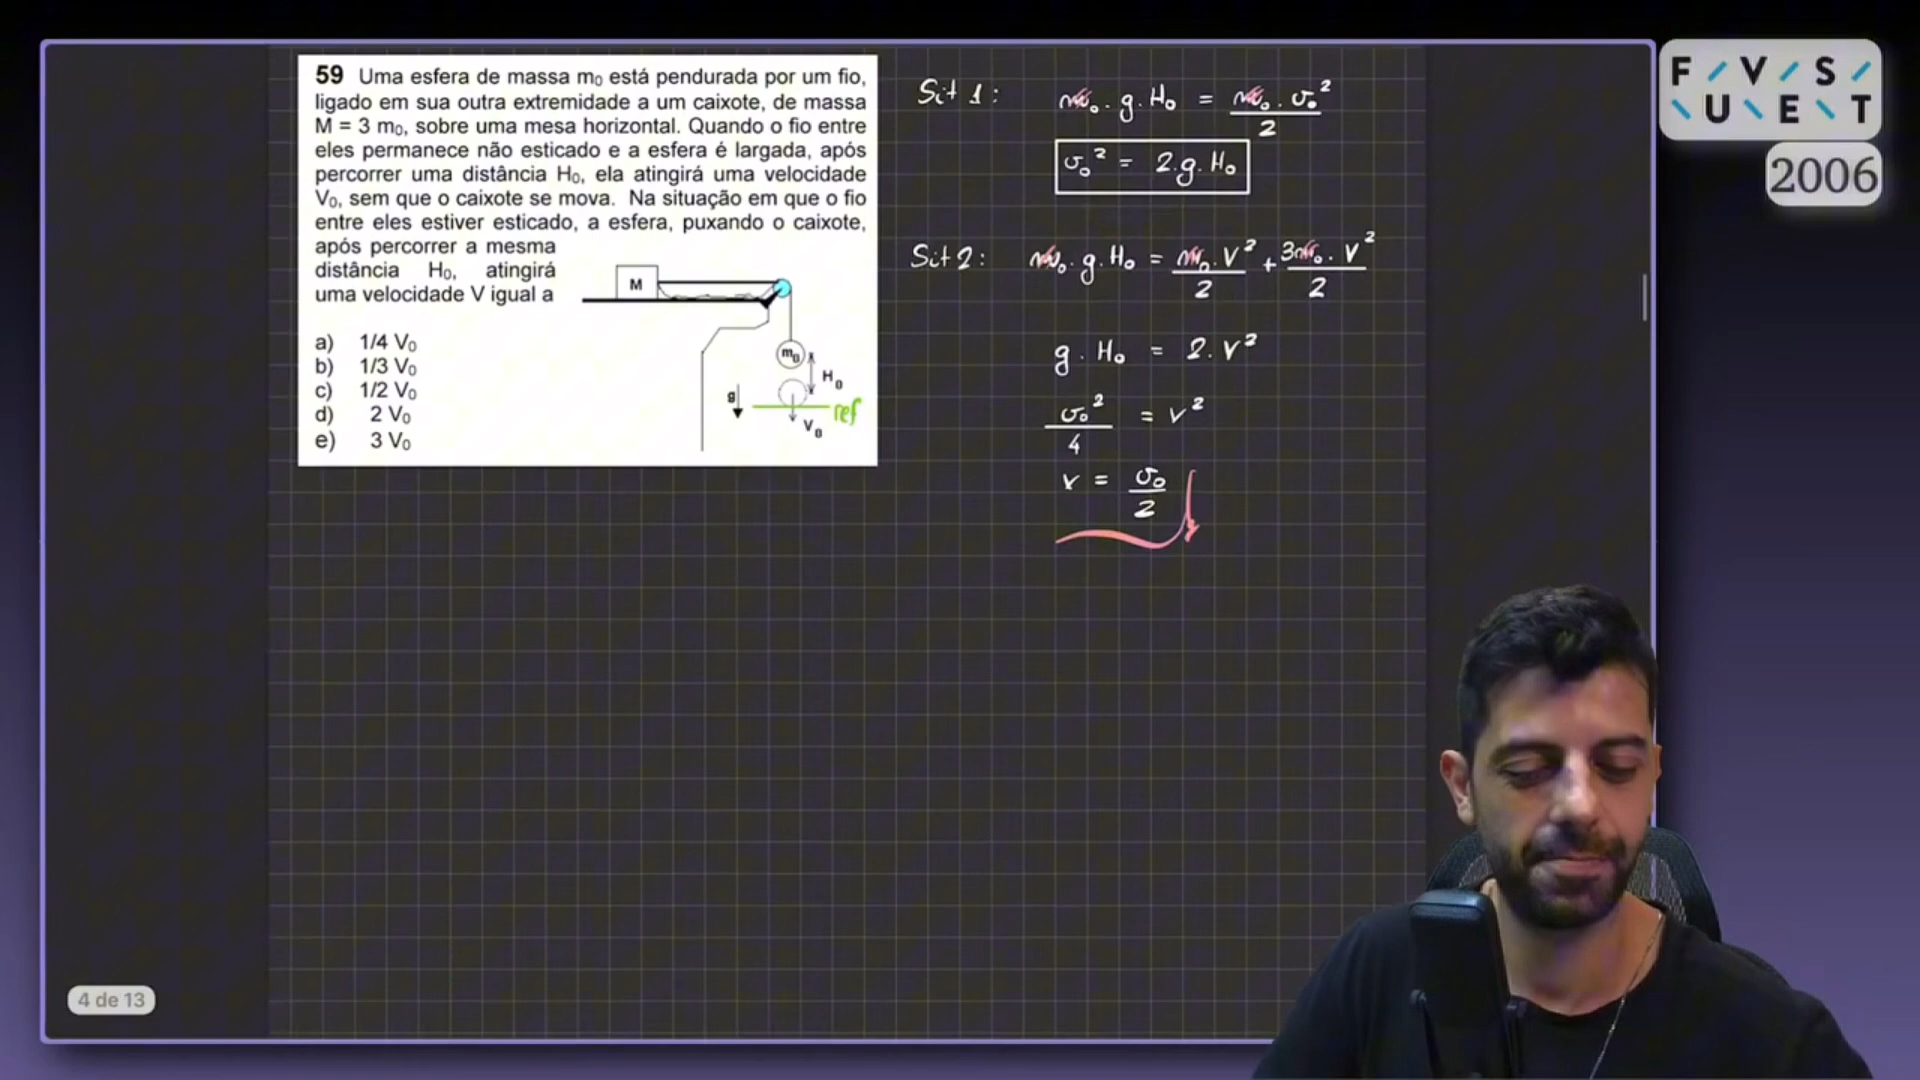 59 Uma esfera de massa m₀ está pendurada por um fio,
ligado em sua outra extremidade a um caixote, de massa
M = 3 m₀, sobre uma mesa horizontal. Quando o fio entre
eles permanece não esticado e a esfera é largada, após
percorrer uma distância H₀, ela atingirá uma velocidade
V₀, sem que o caixote se mova. Na situação em que o fio
entre eles estiver esticado, a esfera, puxando o caixote,
após percorrer a mesma
distância H₀, atingirá
uma velocidade V igual a
a) 1/4 V₀
b) 1/3 V₀
c) 1/2 V₀
d) 2 V₀
e) 3 V₀
M
m₀
H₀
g
ref
V₀
Sit 1: m₀ . g . H₀ = m₀ . v₀² / 2
v₀² = 2.g.H₀
Sit 2: m₀ . g . H₀ = m₀ . V² / 2 + 3m₀ . V² / 2
g . H₀ = 2 . V²
v₀² / 4 = V²
V = v₀ / 2
FUVEST
2006
4 de 13